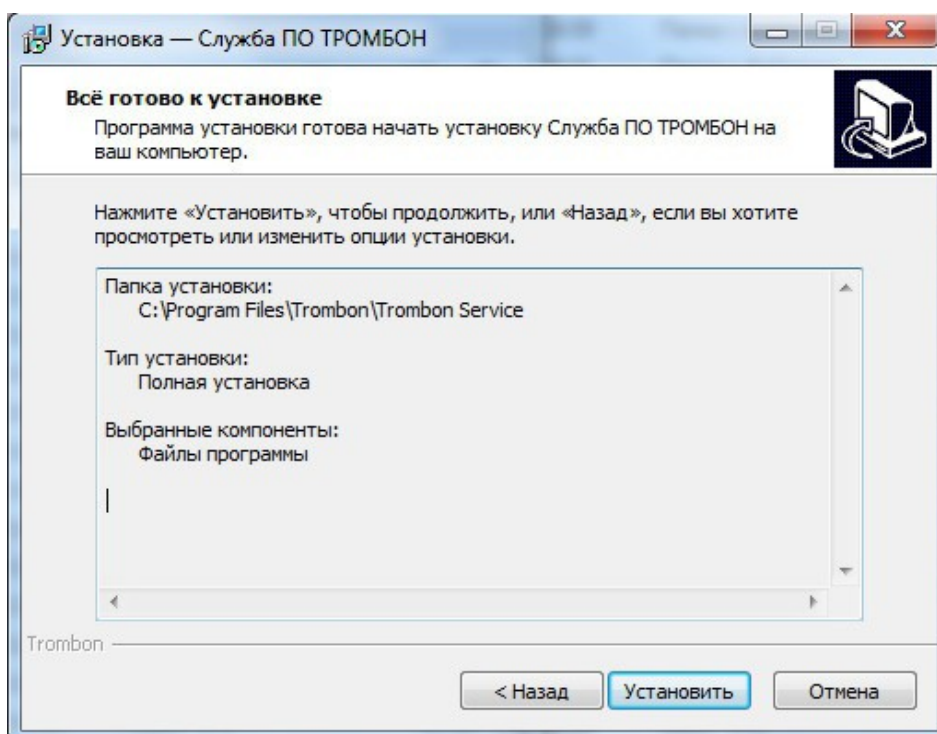 Установка — Служба ПО ТРОМБОН
Всё готово к установке
Программа установки готова начать установку Служба ПО ТРОМБОН на
ваш компьютер.
Нажмите «Установить», чтобы продолжить, или «Назад», если вы хотите
просмотреть или изменить опции установки.
Папка установки:
C:\Program Files\Trombon\Trombon Service
Тип установки:
Полная установка
Выбранные компоненты:
Файлы программы
Trombon
< Назад
Установить
Отмена